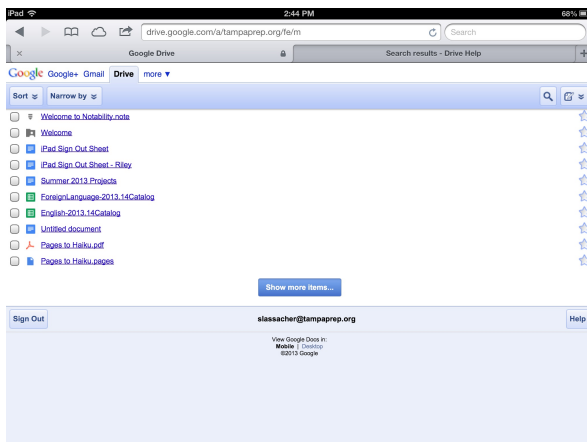 iPad 2:44 PM 68%
drive.google.com/a/tampaprep.org/fe/m Search
Google Drive Search results - Drive Help
Google Google+ Gmail Drive more ▼
Sort Narrow by
Welcome to Notability.note
Welcome
iPad Sign Out Sheet
iPad Sign Out Sheet - Riley
Summer 2013 Projects
ForeignLanguage-2013.14Catalog
English-2013.14Catalog
Untitled document
Pages to Haiku.pdf
Pages to Haiku.pages
Show more items...
Sign Out slassacher@tampaprep.org Help
View Google Docs in:
Mobile | Desktop
©2013 Google